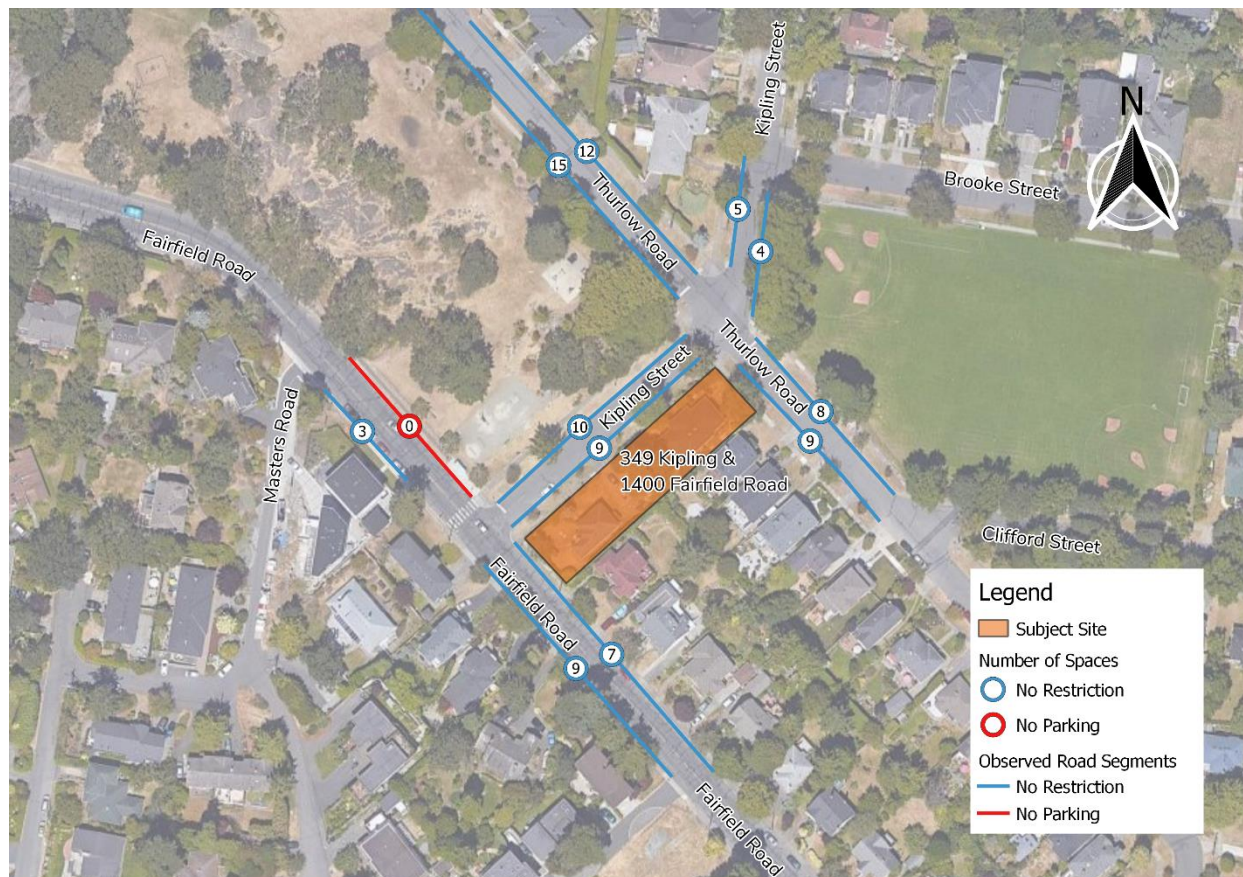 Kipling Street
N
12
15
Thurlow Road
Brooke Street
5
4
Fairfield Road
Thurlow Road
Masters Road
3
0
10
Kipling Street
9
8
9
349 Kipling &
1400 Fairfield Road
Clifford Street
Fairfield Road
7
9
Fairfield Road
Legend
Subject Site
Number of Spaces
No Restriction
No Parking
Observed Road Segments
No Restriction
No Parking